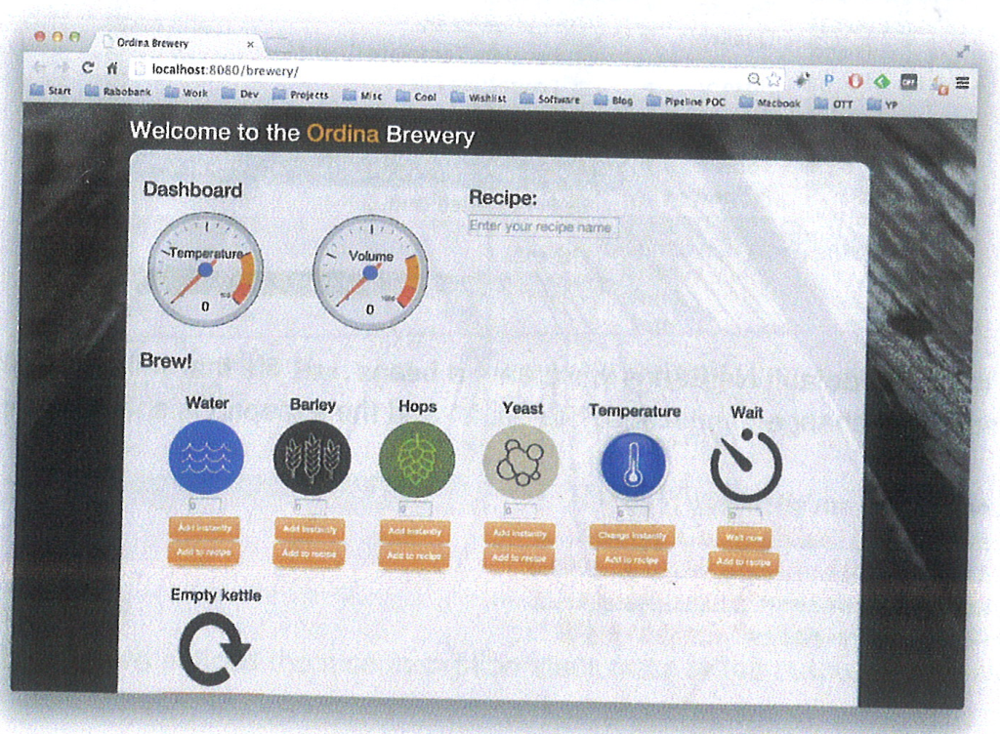 Ordina Brewery
localhost:8080/brewery/
Start Rabobank Work Dev Projects Misc Cool Wishlist Software Blog Pipeline POC Macbook OTT YP
Welcome to the Ordina Brewery
Dashboard
Recipe:
Enter your recipe name
Temperature
0
Volume
1000
0
Brew!
Water Barley Hops Yeast Temperature Wait
0 0 0 0 0 0
Add instantly Add instantly Add instantly Add instantly Change instantly Wait now
Add to recipe Add to recipe Add to recipe Add to recipe Add to recipe Add to recipe
Empty kettle